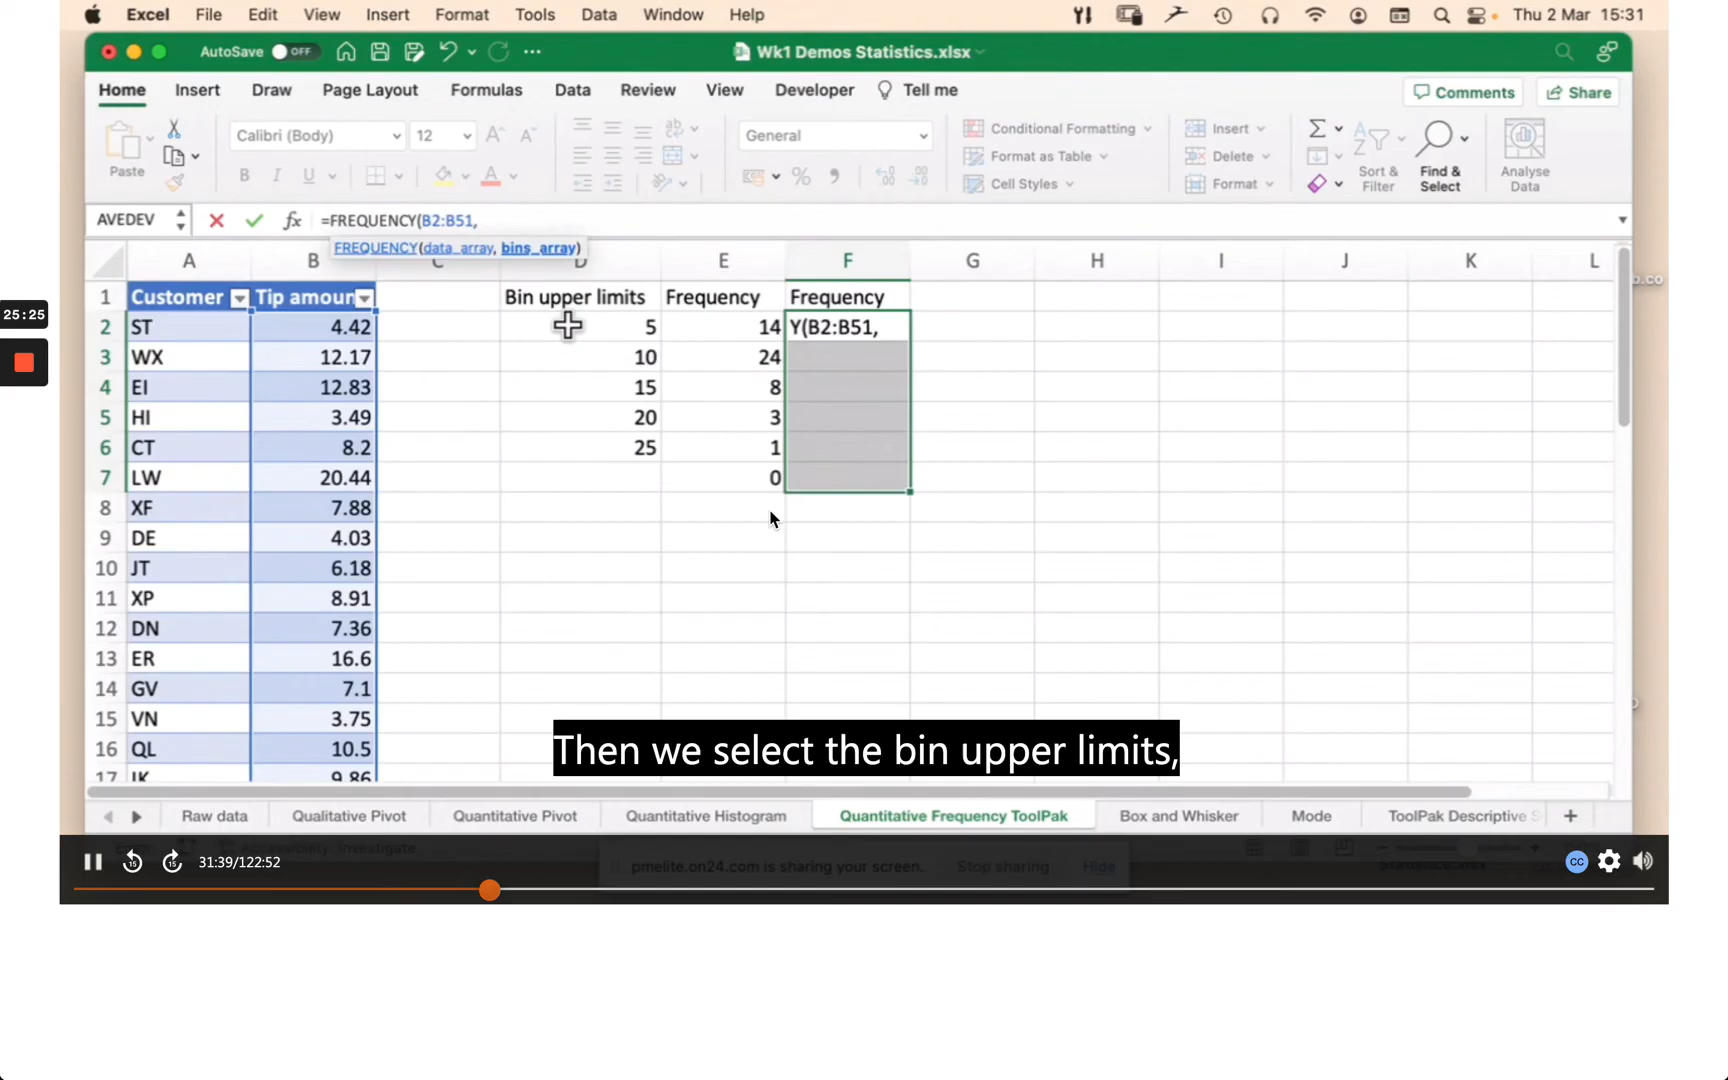 Excel File Edit View Insert Format Tools Data Window Help Thu 2 Mar 15:31
AutoSave OFF Wk1 Demos Statistics.xlsx
Home Insert Draw Page Layout Formulas Data Review View Developer Tell me Comments Share
Calibri (Body) 12 General Conditional Formatting Insert
Format as Table Delete
Paste Sort & Filter Find & Select Analyse Data
B I U % Cell Styles Format
AVEDEV fx =FREQUENCY(B2:B51,
FREQUENCY(data_array, bins_array)
A B C D E F G H I J K L
1 Customer Tip amoun Bin upper limits Frequency Frequency
25:25
2 ST 4.42 5 14 Y(B2:B51,
3 WX 12.17 10 24
4 EI 12.83 15 8
5 HI 3.49 20 3
6 CT 8.2 25 1
7 LW 20.44 0
8 XF 7.88
9 DE 4.03
10 JT 6.18
11 XP 8.91
12 DN 7.36
13 ER 16.6
14 GV 7.1
15 VN 3.75
16 QL 10.5
17 IK 9.86
Then we select the bin upper limits,
Raw data Qualitative Pivot Quantitative Pivot Quantitative Histogram Quantitative Frequency ToolPak Box and Whisker Mode ToolPak Descriptive S +
15 15 31:39/122:52 CC
pmelite.on24.com is sharing your screen. Stop sharing Hide